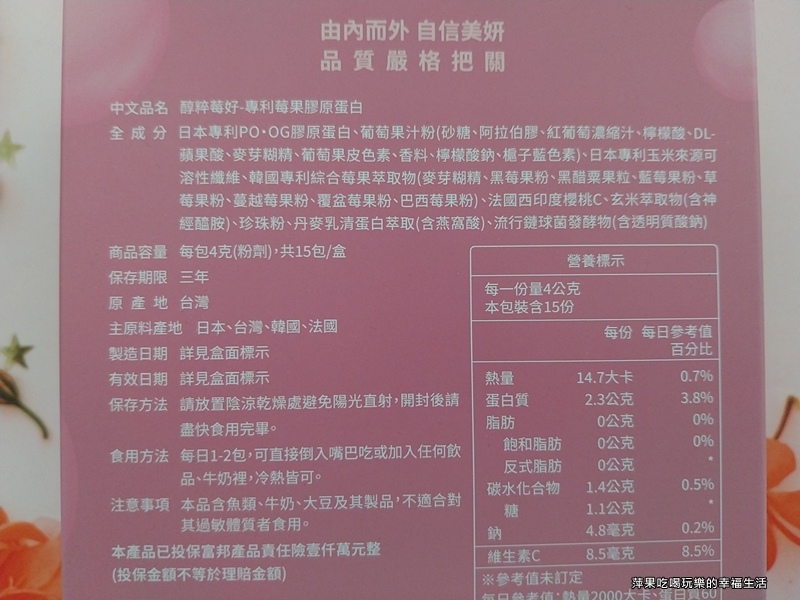 由內而外 自信美妍
品質嚴格把關
中文品名 醇粹莓好-專利莓果膠原蛋白
全成分 日本專利PO·OG膠原蛋白、葡萄果汁粉(砂糖、阿拉伯膠、紅葡萄濃縮汁、檸檬酸、DL-
蘋果酸、麥芽糊精、葡萄果皮色素、香料、檸檬酸鈉、梔子藍色素)、日本專利玉米來源可
溶性纖維、韓國專利綜合莓果萃取物(麥芽糊精、黑莓果粉、黑醋栗果粒、藍莓果粉、草
莓果粉、蔓越莓果粉、覆盆莓果粉、巴西莓果粉)、法國西印度櫻桃C、玄米萃取物(含神
經醯胺)、珍珠粉、丹麥乳清蛋白萃取(含燕窩酸)、流行鏈球菌發酵物(含透明質酸鈉)
商品容量 每包4克(粉劑),共15包/盒
保存期限 三年
原產地 台灣
主原料產地 日本、台灣、韓國、法國
製造日期 詳見盒面標示
有效日期 詳見盒面標示
保存方法 請放置陰涼乾燥處避免陽光直射,開封後請
盡快食用完畢。
食用方法 每日1-2包,可直接倒入嘴巴吃或加入任何飲
品、牛奶裡,冷熱皆可。
注意事項 本品含魚類、牛奶、大豆及其製品,不適合對
其過敏體質者食用。
本產品已投保富邦產品責任險壹仟萬元整
(投保金額不等於理賠金額)
營養標示
每一份量4公克
本包裝含15份
每份 每日參考值
百分比
熱量 14.7大卡 0.7%
蛋白質 2.3公克 3.8%
脂肪 0公克 0%
飽和脂肪 0公克 0%
反式脂肪 0公克 *
碳水化合物 1.4公克 0.5%
糖 1.1公克 *
鈉 4.8毫克 0.2%
維生素C 8.5毫克 8.5%
※參考值未訂定
每日參考值:熱量2000大卡、蛋白質60
萍果吃喝玩樂的幸福生活